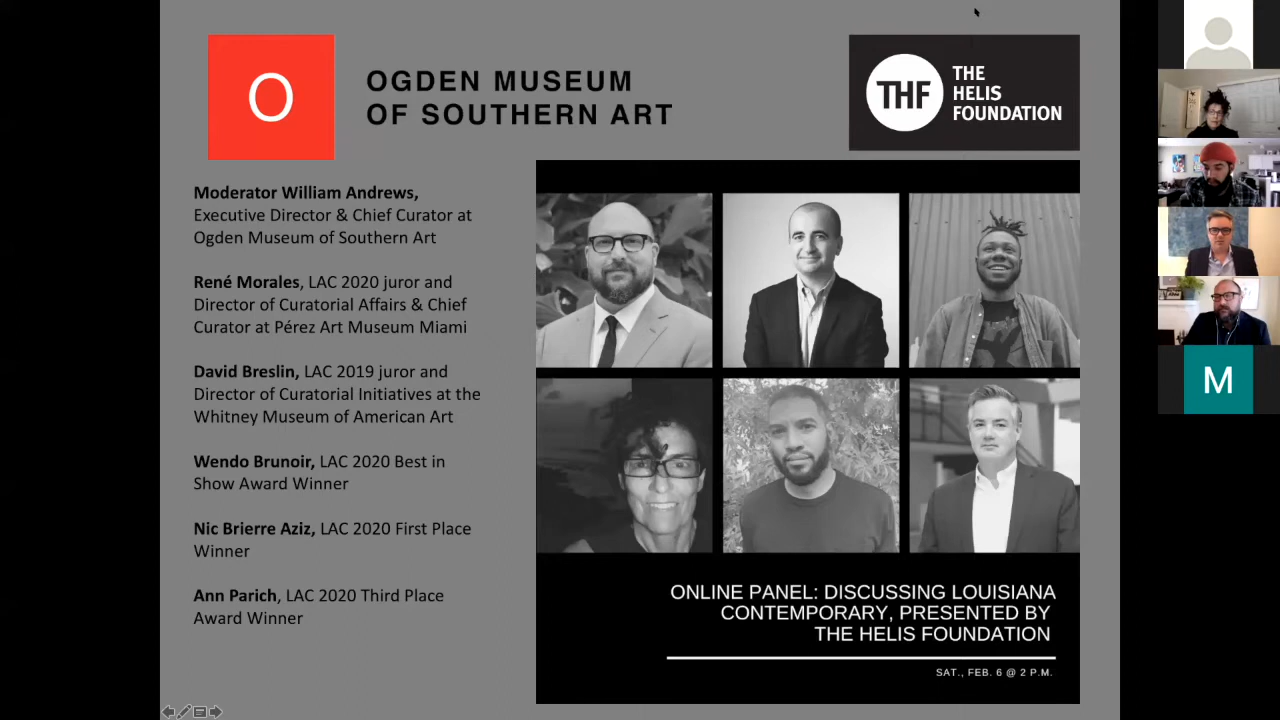 O
OGDEN MUSEUM
OF SOUTHERN ART
THF
THE
HELIS
FOUNDATION
Moderator William Andrews,
Executive Director & Chief Curator at
Ogden Museum of Southern Art
René Morales, LAC 2020 juror and
Director of Curatorial Affairs & Chief
Curator at Pérez Art Museum Miami
David Breslin, LAC 2019 juror and
Director of Curatorial Initiatives at the
Whitney Museum of American Art
Wendo Brunoir, LAC 2020 Best in
Show Award Winner
Nic Brierre Aziz, LAC 2020 First Place
Winner
Ann Parich, LAC 2020 Third Place
Award Winner
ONLINE PANEL: DISCUSSING LOUISIANA
CONTEMPORARY, PRESENTED BY
THE HELIS FOUNDATION
SAT., FEB. 6 @ 2 P.M.
M